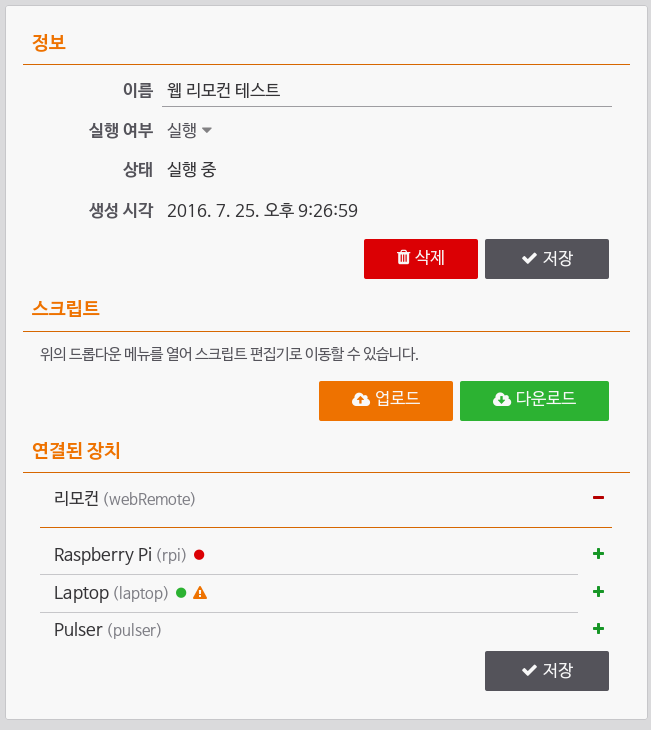 정보
이름 웹 리모컨 테스트
실행 여부 실행
상태 실행 중
생성 시각 2016. 7. 25. 오후 9:26:59
삭제 저장
스크립트
위의 드롭다운 메뉴를 열어 스크립트 편집기로 이동할 수 있습니다.
업로드 다운로드
연결된 장치
리모컨 (webRemote)
Raspberry Pi (rpi)
Laptop (laptop)
Pulser (pulser)
저장